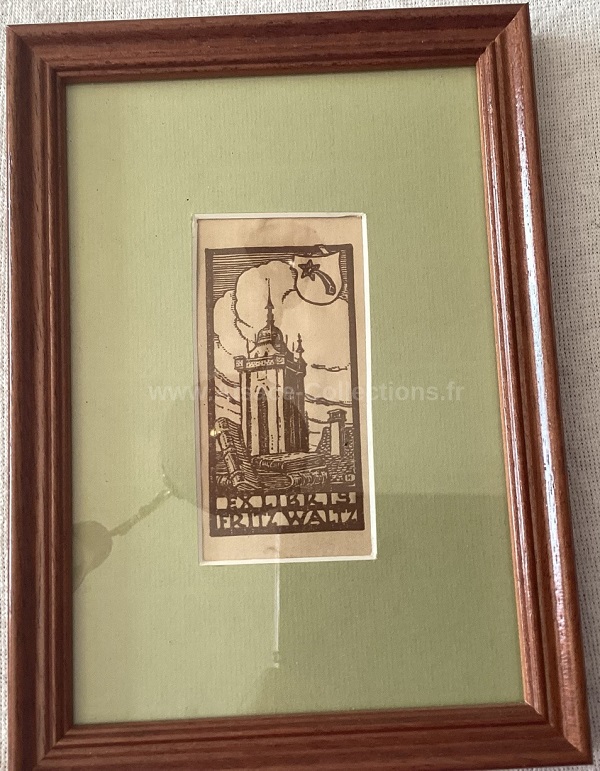 www.Alsace-Collections.fr
EX LIBRIS
FRITZ WALTZ